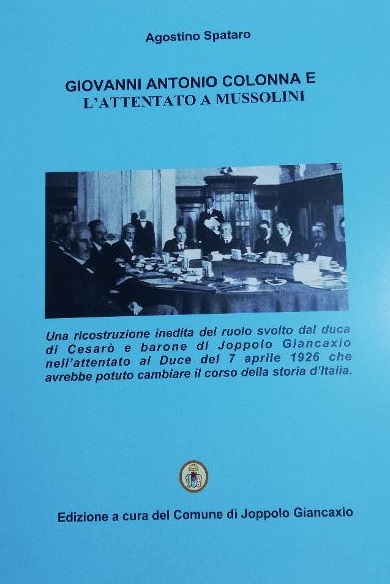 Agostino Spataro
GIOVANNI ANTONIO COLONNA E
L'ATTENTATO A MUSSOLINI
Una ricostruzione inedita del ruolo svolto dal duca
di Cesarò e barone di Joppolo Giancaxio
nell'attentato al Duce del 7 aprile 1926 che
avrebbe potuto cambiare il corso della storia d'Italia.
Edizione a cura del Comune di Joppolo Giancaxio